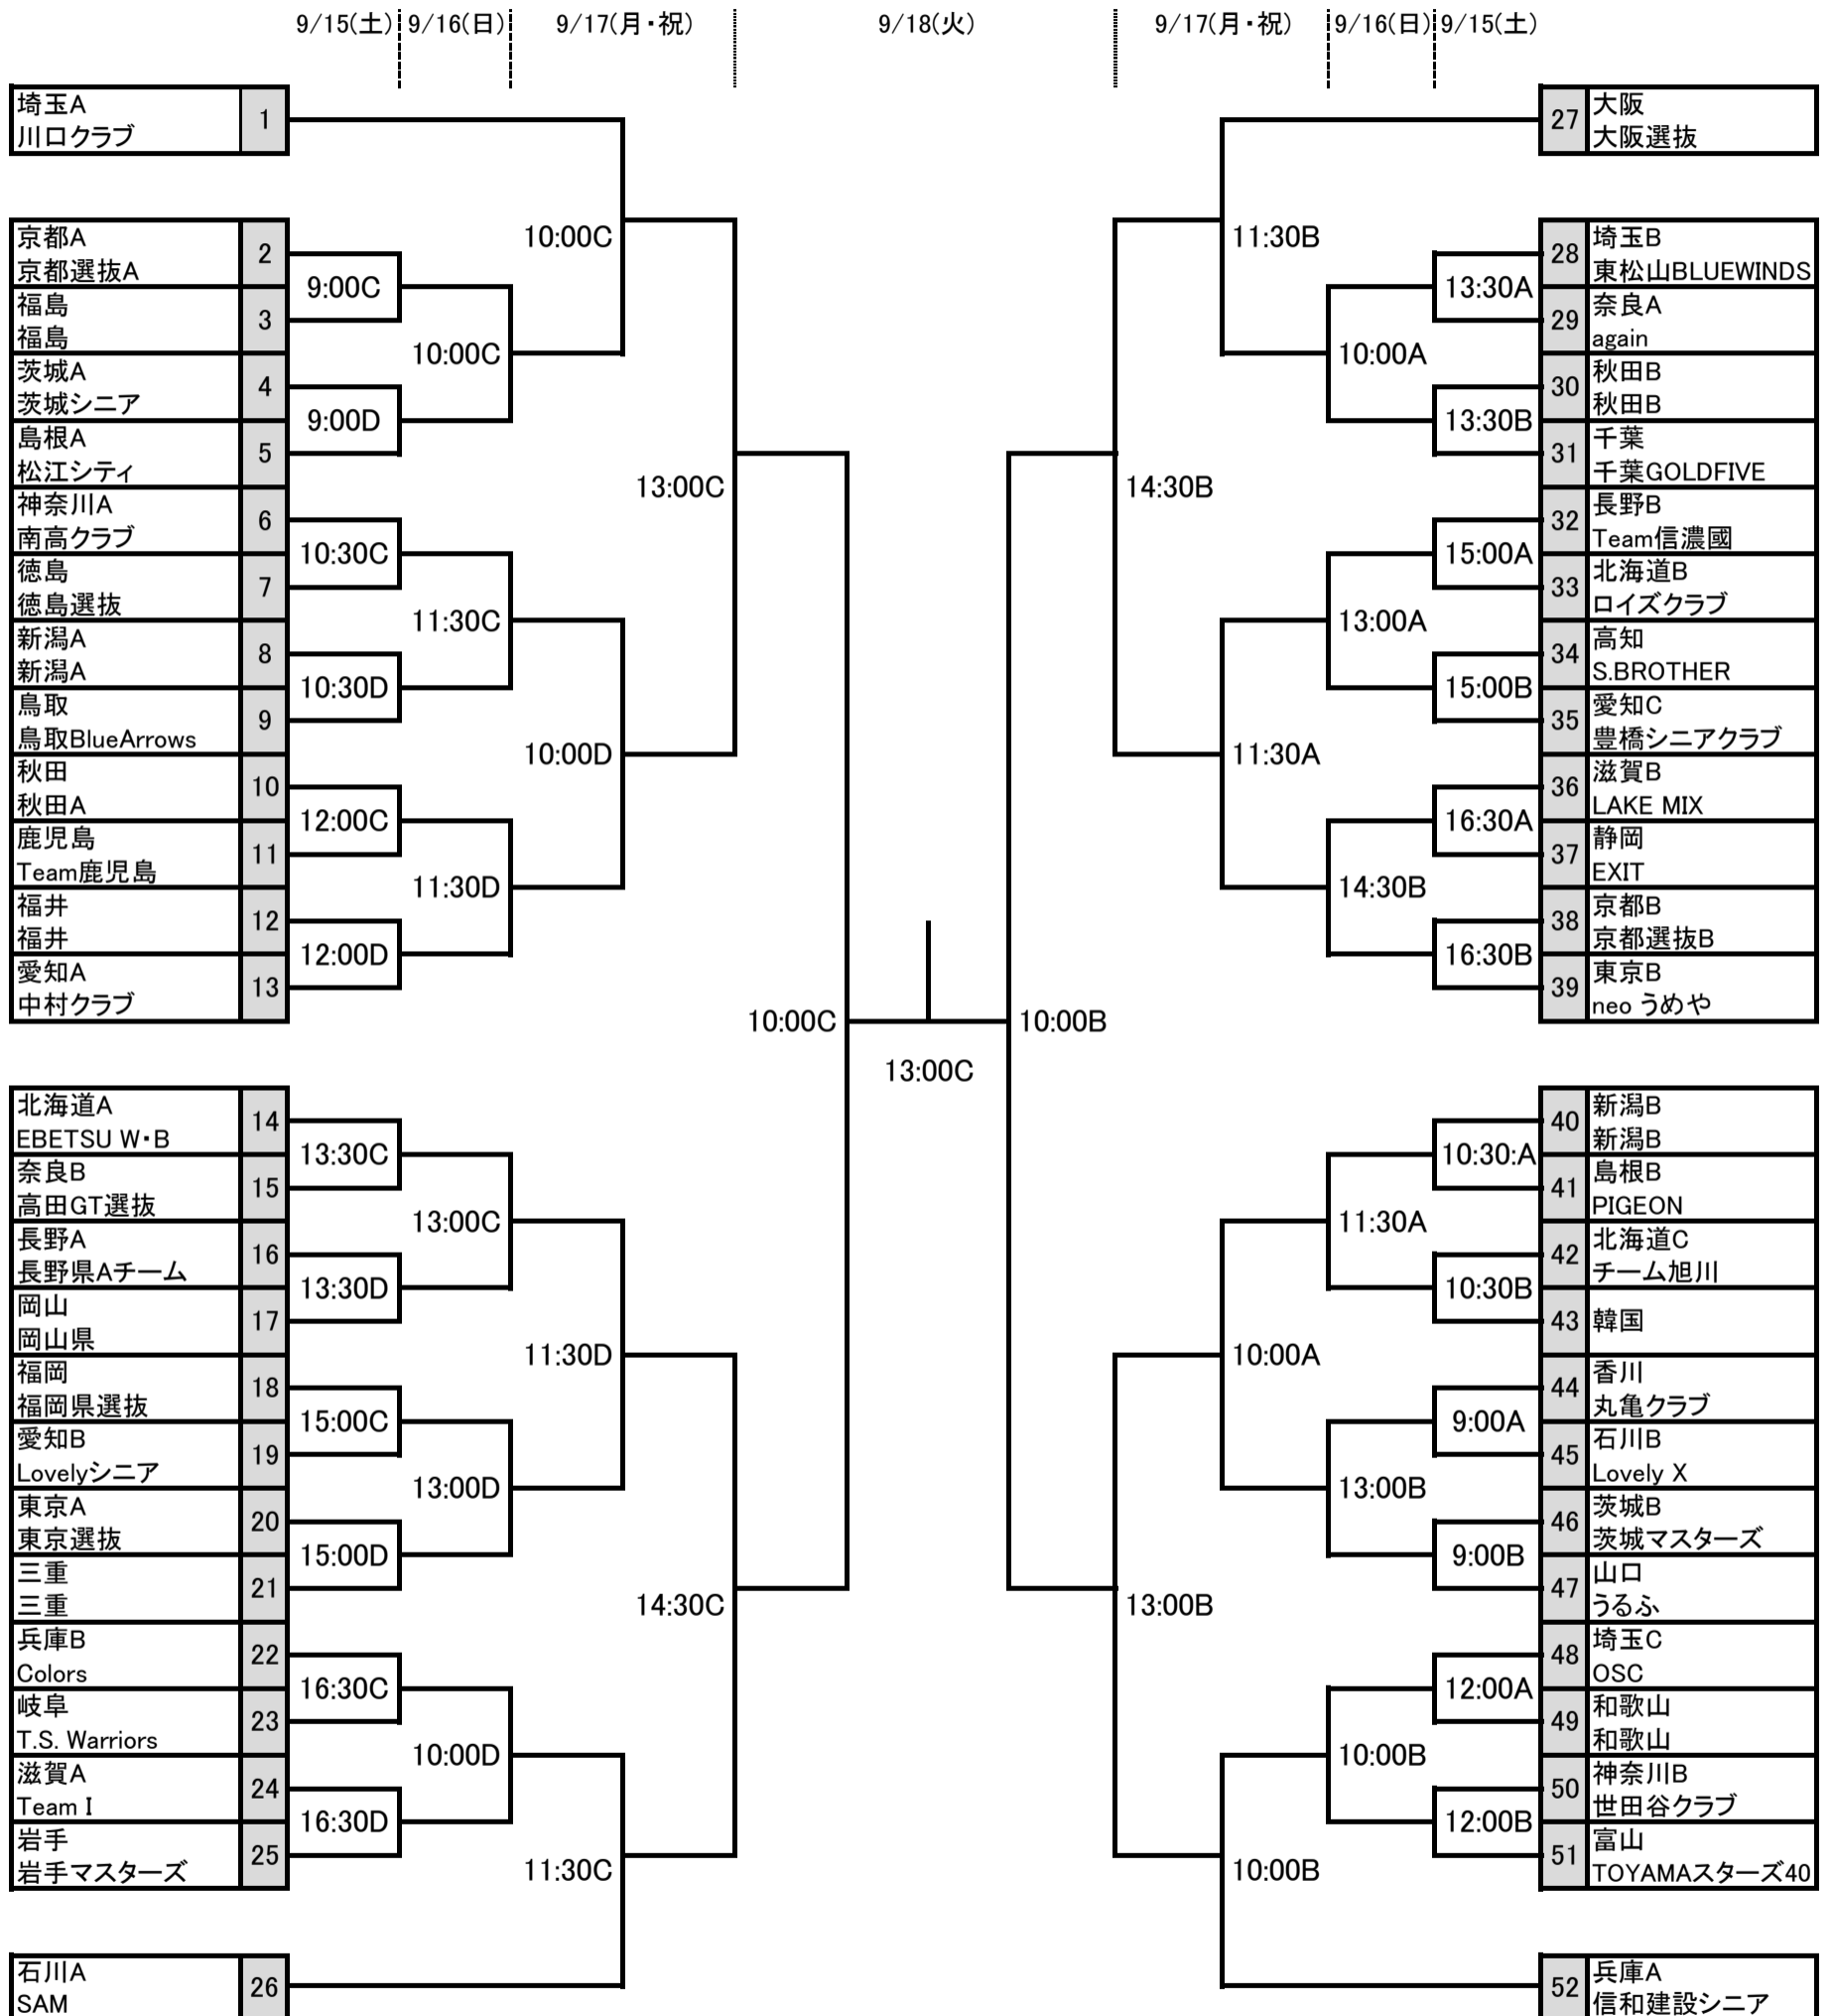 9/15(土) 9/16(日) 9/17(月・祝) 9/18(火) 9/17(月・祝) 9/16(日) 9/15(土)
埼玉A
川口クラブ
1
京都A
京都選抜A
2
福島
福島
3
茨城A
茨城シニア
4
島根A
松江シティ
5
神奈川A
南高クラブ
6
徳島
徳島選抜
7
新潟A
新潟A
8
鳥取
鳥取BlueArrows
9
秋田
秋田A
10
鹿児島
Team鹿児島
11
福井
福井
12
愛知A
中村クラブ
13
北海道A
EBETSU W・B
14
奈良B
高田GT選抜
15
長野A
長野県Aチーム
16
岡山
岡山県
17
福岡
福岡県選抜
18
愛知B
Lovelyシニア
19
東京A
東京選抜
20
三重
三重
21
兵庫B
Colors
22
岐阜
T.S. Warriors
23
滋賀A
Team I
24
岩手
岩手マスターズ
25
石川A
SAM
26
9:00C
9:00D
10:30C
10:30D
12:00C
12:00D
13:30C
13:30D
15:00C
15:00D
16:30C
16:30D
10:00C
11:30C
11:30D
13:00C
13:00D
10:00D
10:00C
10:00D
11:30D
11:30C
13:00C
14:30C
10:00C
13:00C
10:00B
14:30B
13:00B
11:30B
11:30A
10:00A
10:00B
10:00A
13:00A
14:30B
11:30A
13:00B
10:00B
13:30A
13:30B
15:00A
15:00B
16:30A
16:30B
10:30:A
10:30B
9:00A
9:00B
12:00A
12:00B
27
大阪
大阪選抜
28
埼玉B
東松山BLUEWINDS
29
奈良A
again
30
秋田B
秋田B
31
千葉
千葉GOLDFIVE
32
長野B
Team信濃國
33
北海道B
ロイズクラブ
34
高知
S.BROTHER
35
愛知C
豊橋シニアクラブ
36
滋賀B
LAKE MIX
37
静岡
EXIT
38
京都B
京都選抜B
39
東京B
neo うめや
40
新潟B
新潟B
41
島根B
PIGEON
42
北海道C
チーム旭川
43
韓国
44
香川
丸亀クラブ
45
石川B
Lovely X
46
茨城B
茨城マスターズ
47
山口
うるふ
48
埼玉C
OSC
49
和歌山
和歌山
50
神奈川B
世田谷クラブ
51
富山
TOYAMAスターズ40
52
兵庫A
信和建設シニア